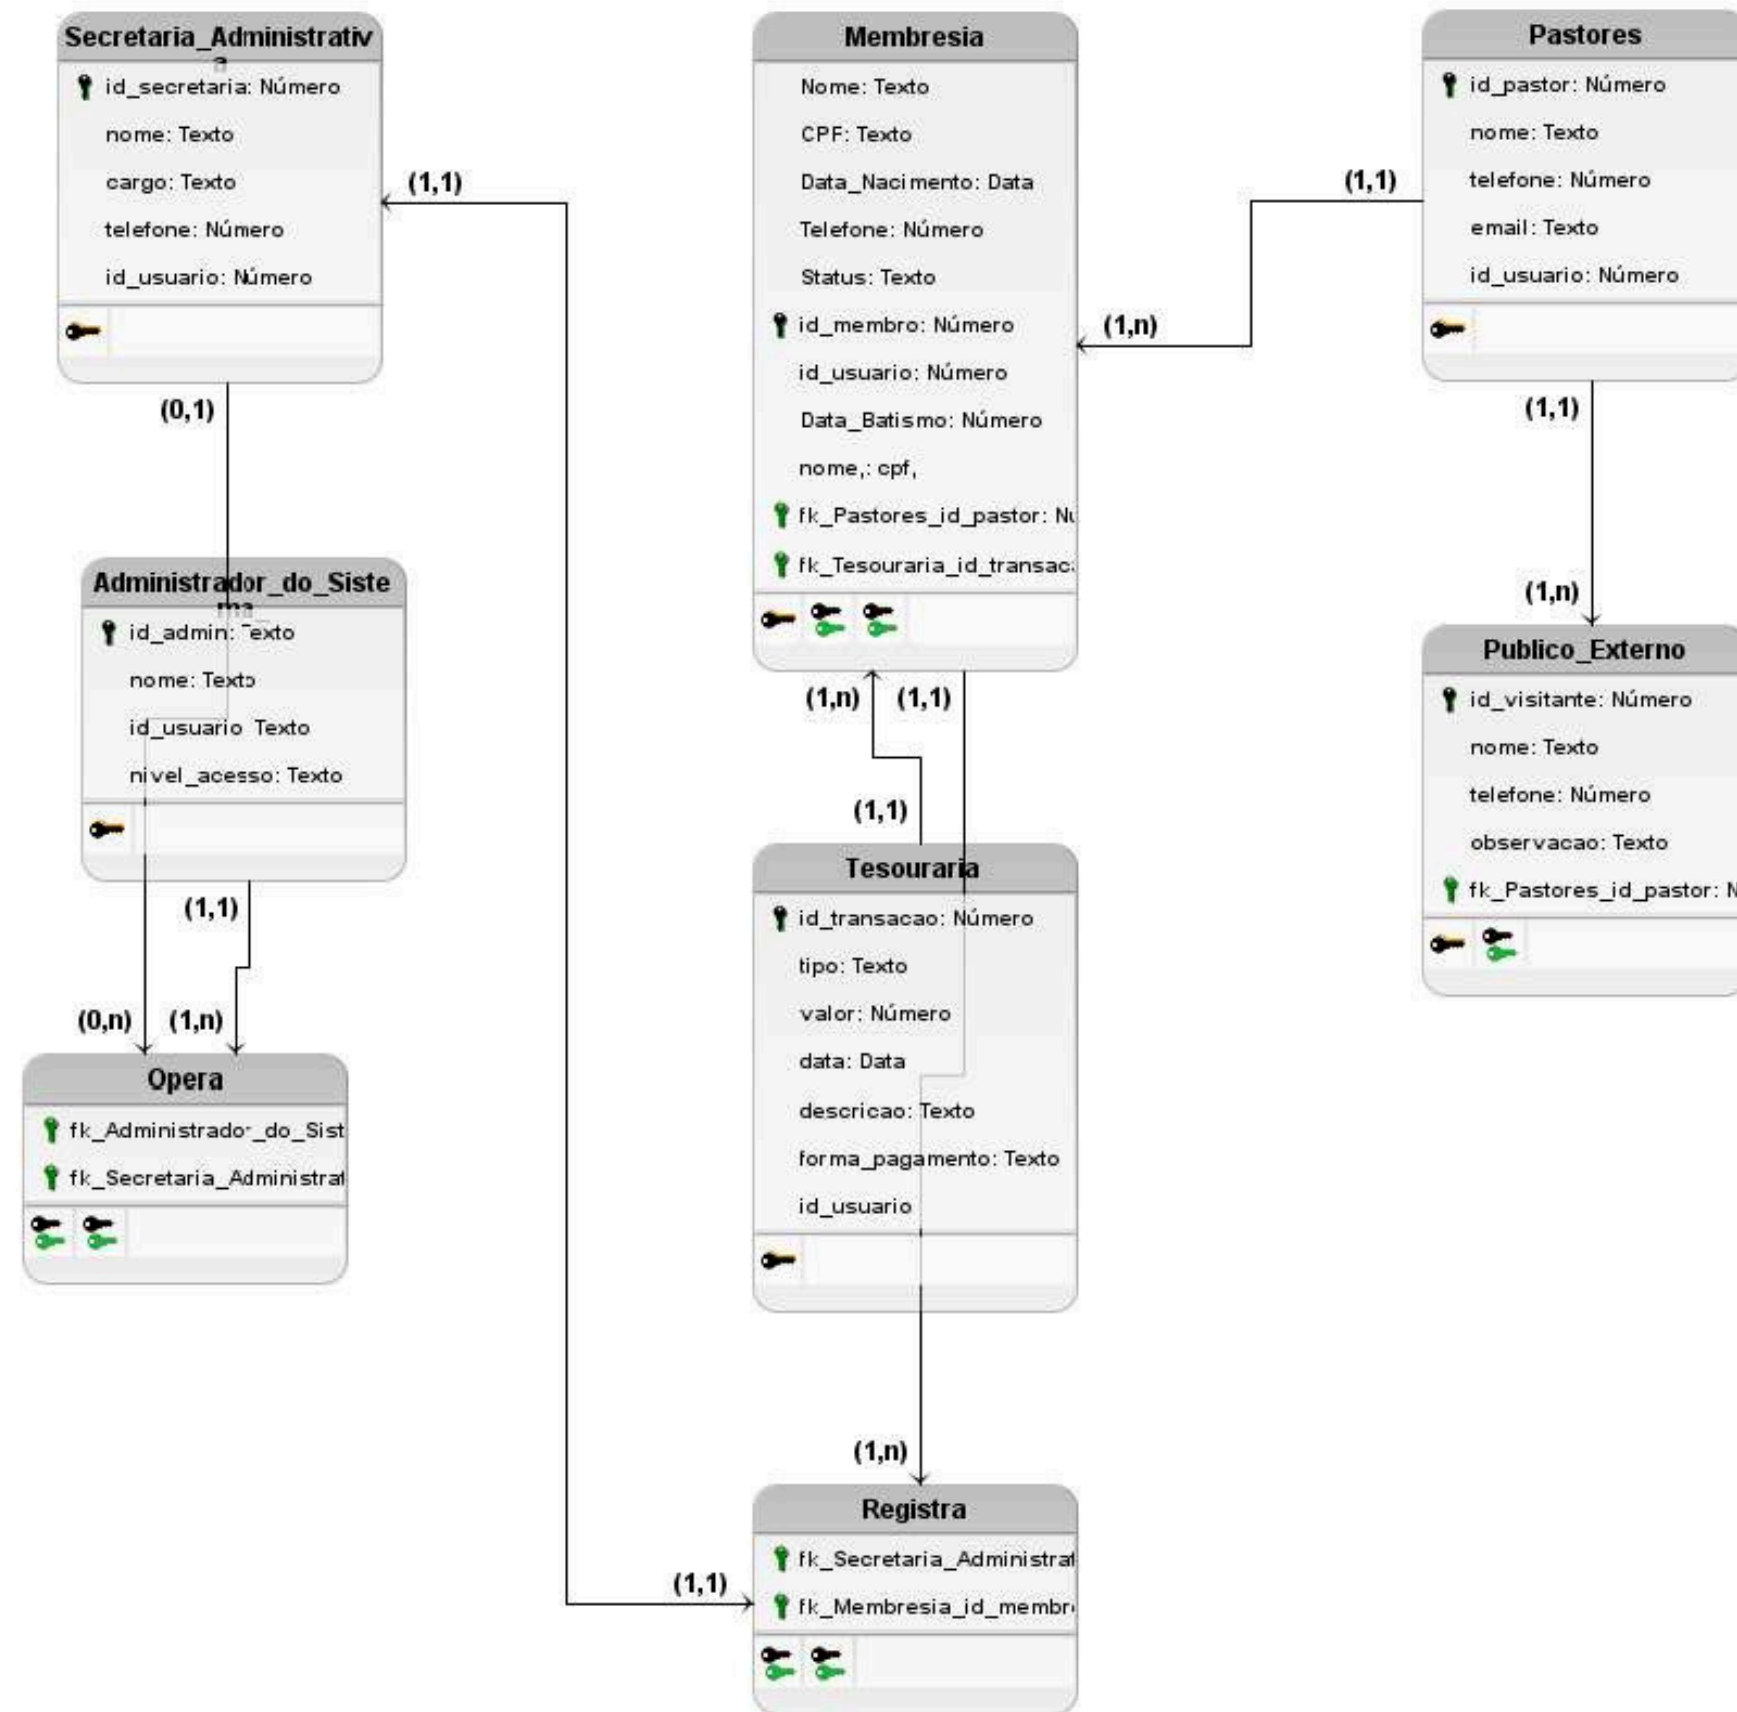 Secretaria_Administrativ
a
id_secretaria: Número
nome: Texto
cargo: Texto
telefone: Número
id_usuario: Número
(1,1)
(0,1)
Administrador_do_Siste
ma_
id_admin: Texto
nome: Texto
id_usuario Texto
nivel_acesso: Texto
(1,1)
(0,n)
(1,n)
Opera
fk_Administrador_do_Sist
fk_Secretaria_Administrat
Membresia
Nome: Texto
CPF: Texto
Data_Nacimento: Data
Telefone: Número
Status: Texto
id_membro: Número
id_usuario: Número
Data_Batismo: Número
nome,: cpf,
fk_Pastores_id_pastor: Nú
fk_Tesouraria_id_transac
(1,n)
(1,1)
(1,1)
Tesouraria
id_transacao: Número
tipo: Texto
valor: Número
data: Data
descricao: Texto
forma_pagamento: Texto
id_usuario
(1,n)
Registra
fk_Secretaria_Administrat
fk_Membresia_id_membr
(1,1)
Pastores
id_pastor: Número
nome: Texto
telefone: Número
email: Texto
id_usuario: Número
(1,1)
(1,n)
(1,1)
(1,n)
Publico_Externo
id_visitante: Número
nome: Texto
telefone: Número
observacao: Texto
fk_Pastores_id_pastor: N